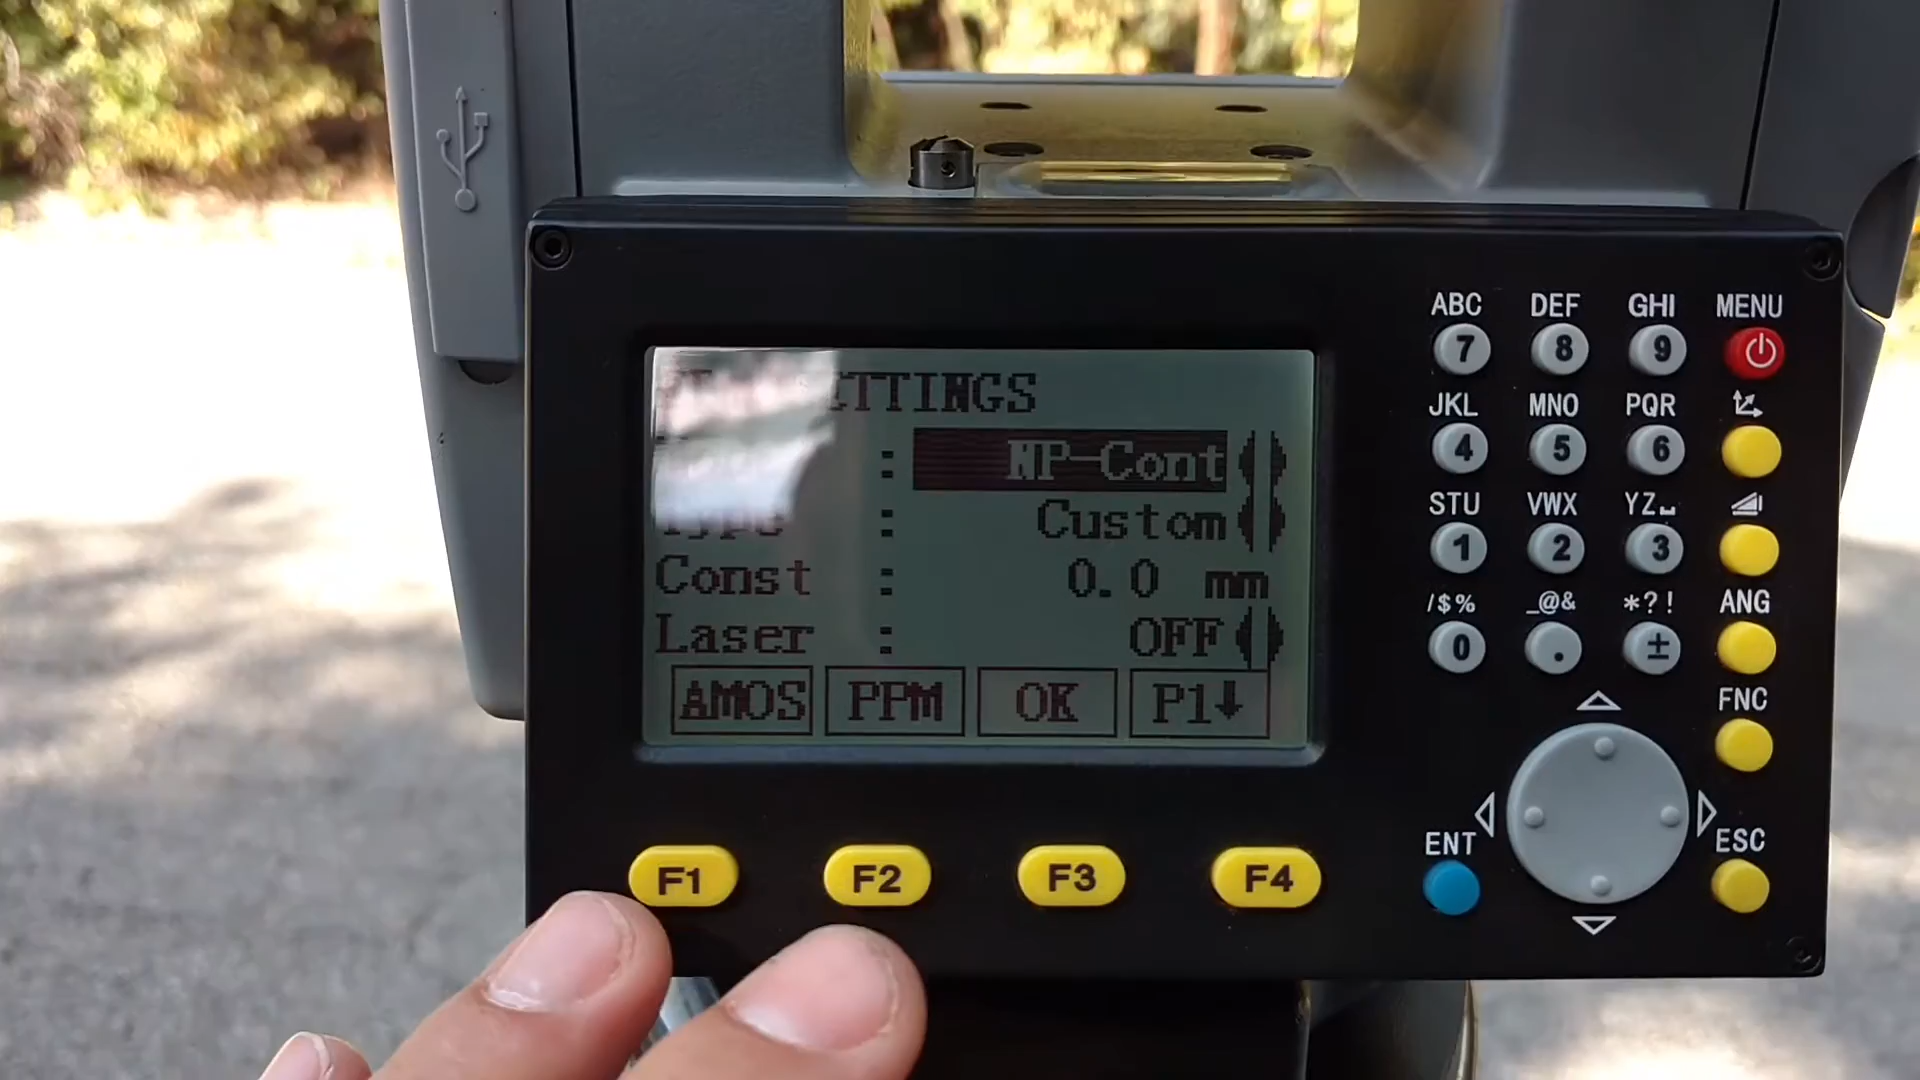 SETTINGS
: NP-Cont
Type : Custom
Const : 0.0 mm
Laser : OFF
AMOS PPM OK P1↓
F1 F2 F3 F4
ABC DEF GHI MENU
7 8 9
JKL MNO PQR
4 5 6
STU VWX YZ␣
1 2 3
/$% _@& *?! ANG
0 . ±
FNC
ENT ESC